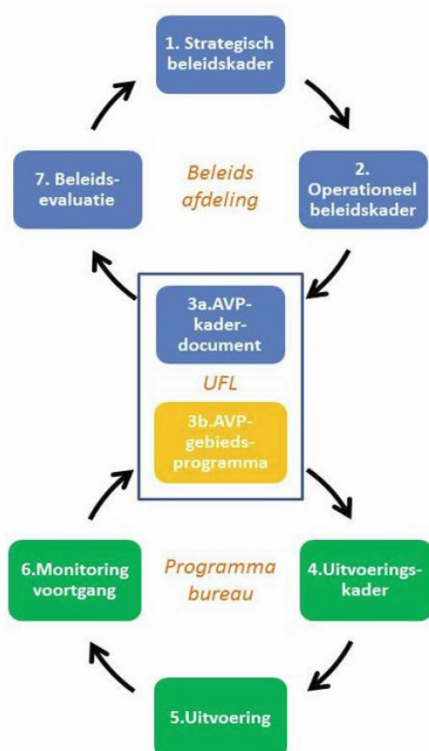 1. Strategisch
beleidskader
7. Beleids-
evaluatie
Beleids
afdeling
2.
Operationeel
beleidskader
3a.AVP-
kader-
document
UFL
3b.AVP-
gebieds-
programma
6.Monitoring
voortgang
Programma
bureau
4.Uitvoerings-
kader
5.Uitvoering